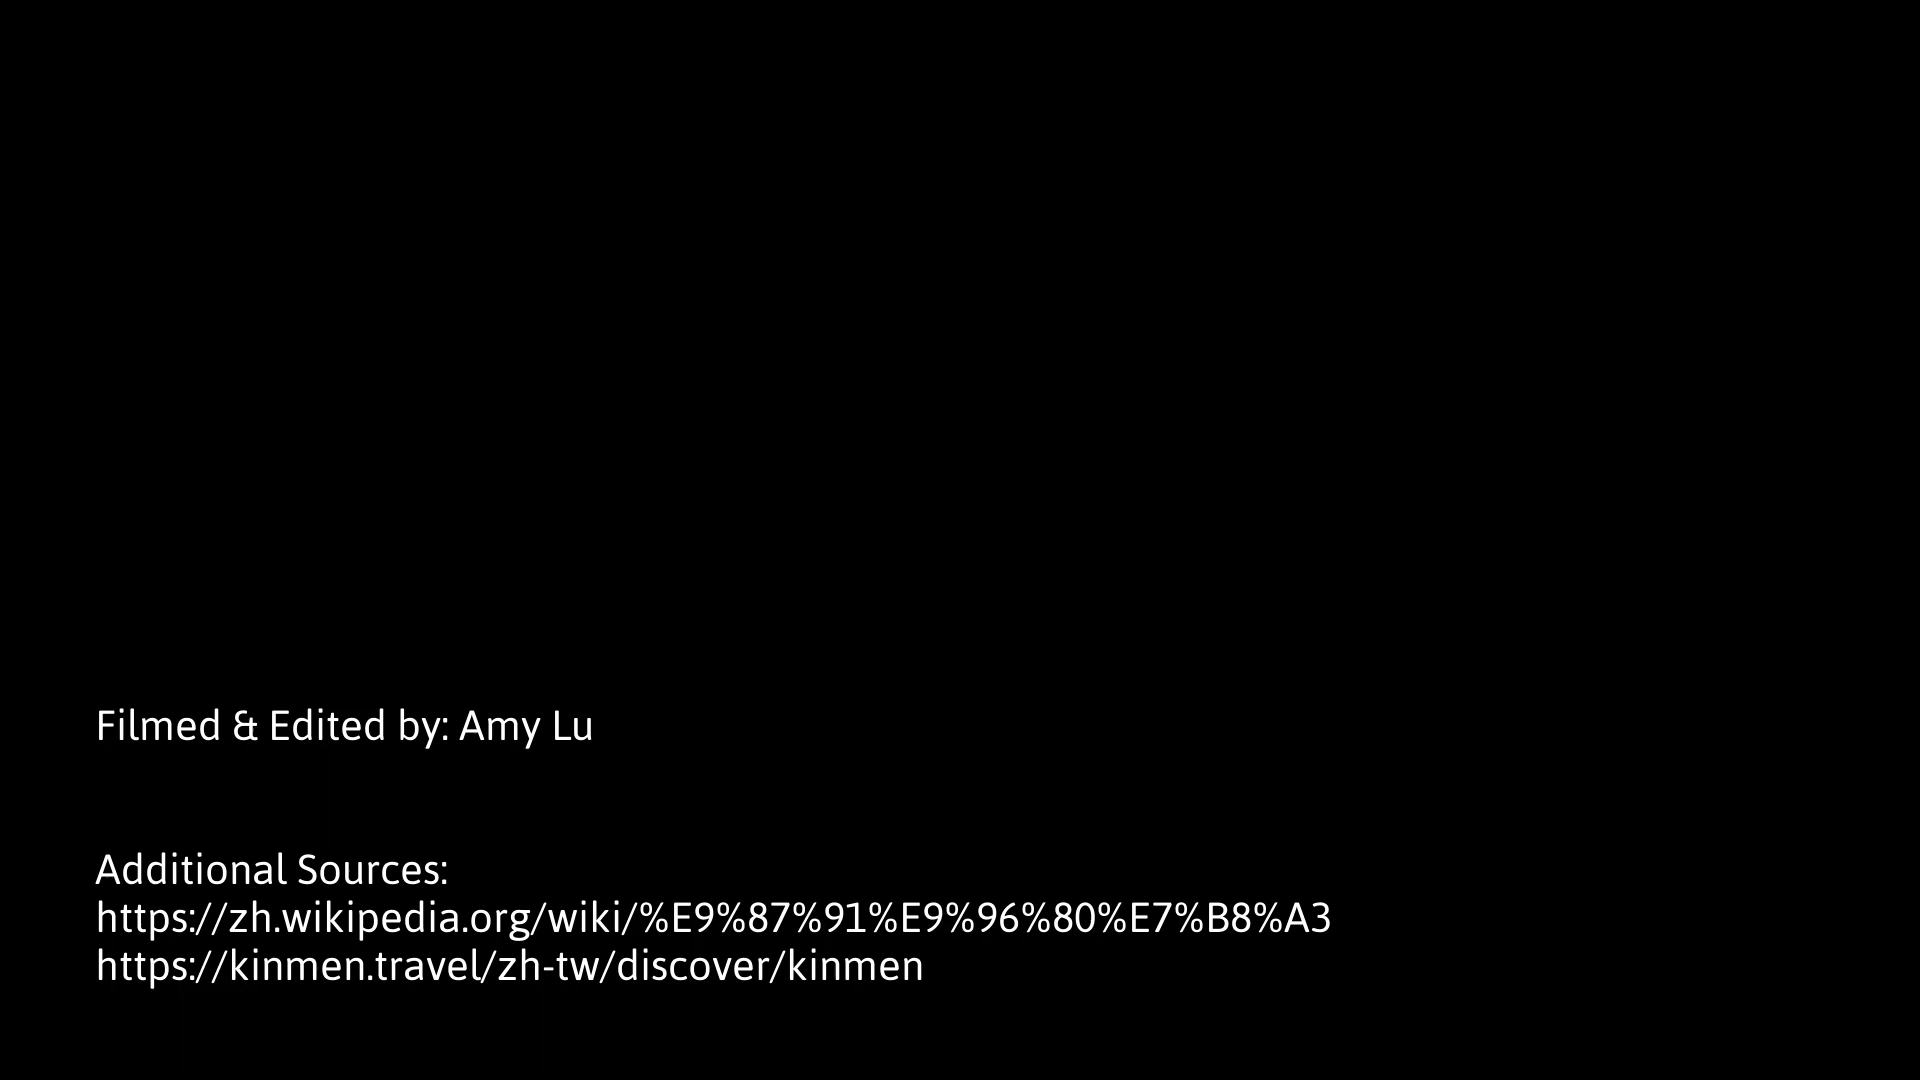 Filmed & Edited by: Amy Lu
Additional Sources:
https://zh.wikipedia.org/wiki/%E9%87%91%E9%96%80%E7%B8%A3
https://kinmen.travel/zh-tw/discover/kinmen